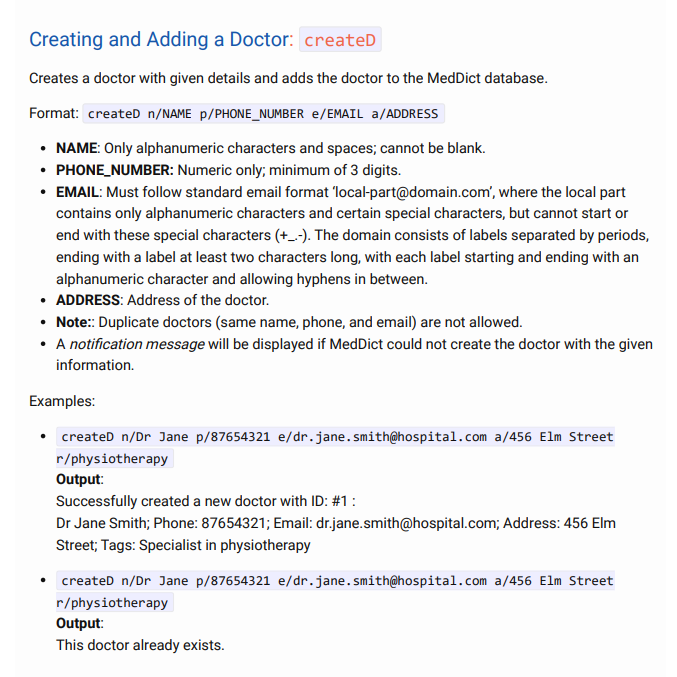 Creating and Adding a Doctor: createD
Creates a doctor with given details and adds the doctor to the MedDict database.
Format: createD n/NAME p/PHONE_NUMBER e/EMAIL a/ADDRESS
• NAME: Only alphanumeric characters and spaces; cannot be blank.
• PHONE_NUMBER: Numeric only; minimum of 3 digits.
• EMAIL: Must follow standard email format ‘local-part@domain.com’, where the local part
contains only alphanumeric characters and certain special characters, but cannot start or
end with these special characters (+_.-). The domain consists of labels separated by periods,
ending with a label at least two characters long, with each label starting and ending with an
alphanumeric character and allowing hyphens in between.
• ADDRESS: Address of the doctor.
• Note:: Duplicate doctors (same name, phone, and email) are not allowed.
• A notification message will be displayed if MedDict could not create the doctor with the given
information.
Examples:
• createD n/Dr Jane p/87654321 e/dr.jane.smith@hospital.com a/456 Elm Street
r/physiotherapy
Output:
Successfully created a new doctor with ID: #1 :
Dr Jane Smith; Phone: 87654321; Email: dr.jane.smith@hospital.com; Address: 456 Elm
Street; Tags: Specialist in physiotherapy
• createD n/Dr Jane p/87654321 e/dr.jane.smith@hospital.com a/456 Elm Street
r/physiotherapy
Output:
This doctor already exists.